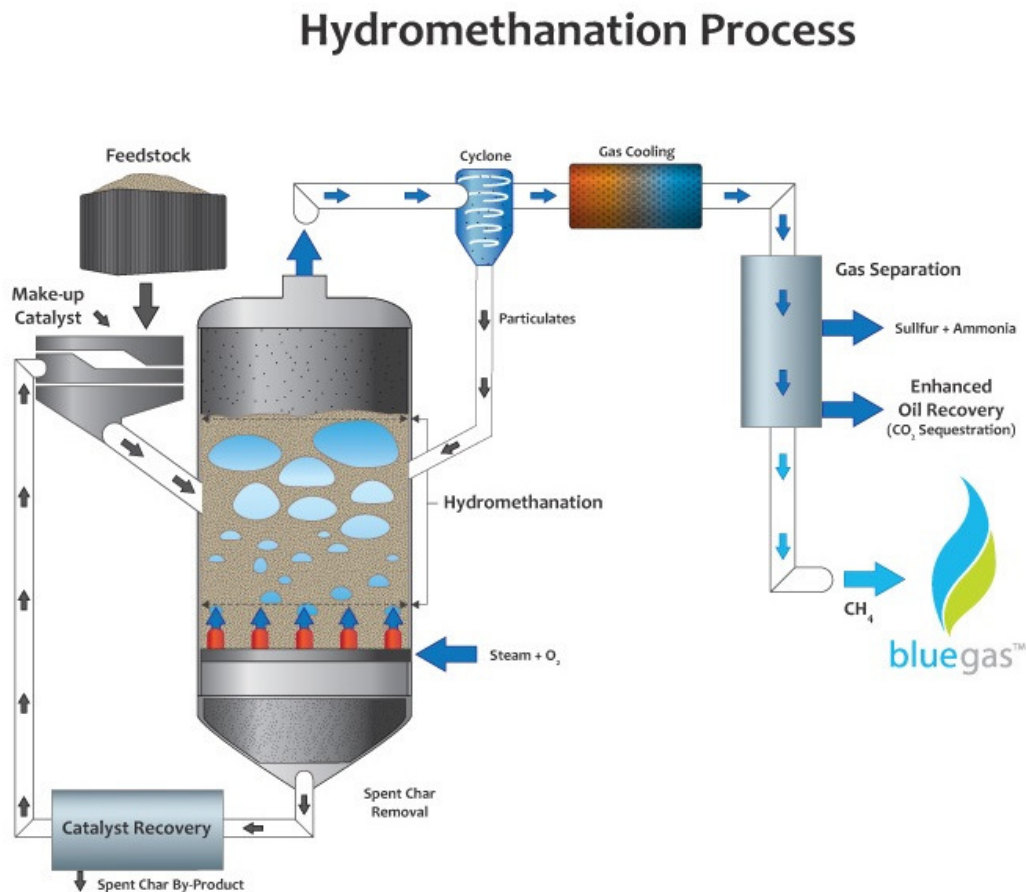 Hydromethanation Process
Feedstock
Cyclone
Gas Cooling
Make-up
Catalyst
Gas Separation
Particulates
Sullfur + Ammonia
Enhanced
Oil Recovery
(CO₂ Sequestration)
Hydromethanation
CH₄
Steam + O₂
bluegas™
Spent Char
Removal
Catalyst Recovery
Spent Char By-Product